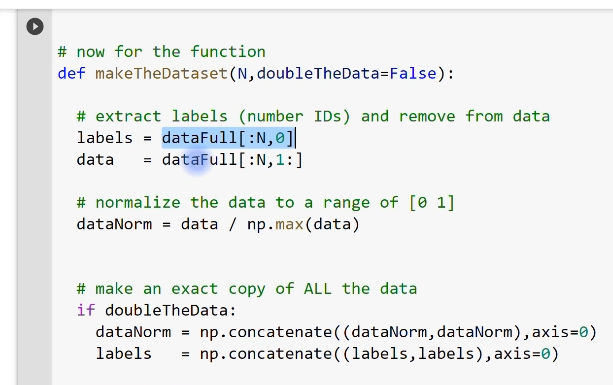 # now for the function
def makeTheDataset(N,doubleTheData=False):
# extract labels (number IDs) and remove from data
labels = dataFull[:N,0]
data = dataFull[:N,1:]
# normalize the data to a range of [0 1]
dataNorm = data / np.max(data)
# make an exact copy of ALL the data
if doubleTheData:
dataNorm = np.concatenate((dataNorm,dataNorm),axis=0)
labels = np.concatenate((labels,labels),axis=0)